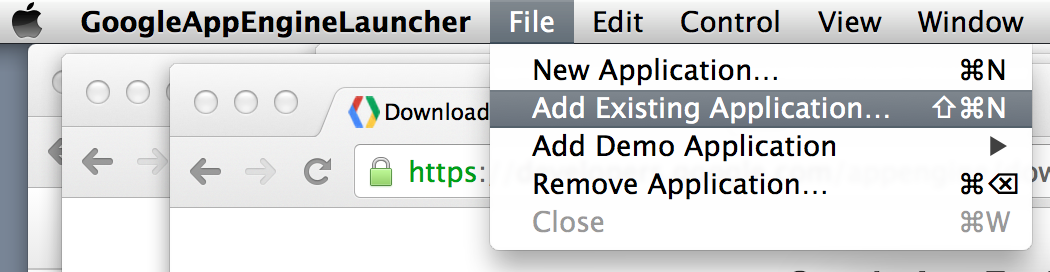 GoogleAppEngineLauncher File Edit Control View Window
New Application... ⌘N
Add Existing Application... ⇧⌘N
Download
Add Demo Application ▶
https:
Remove Application... ⌘⌫
Close ⌘W